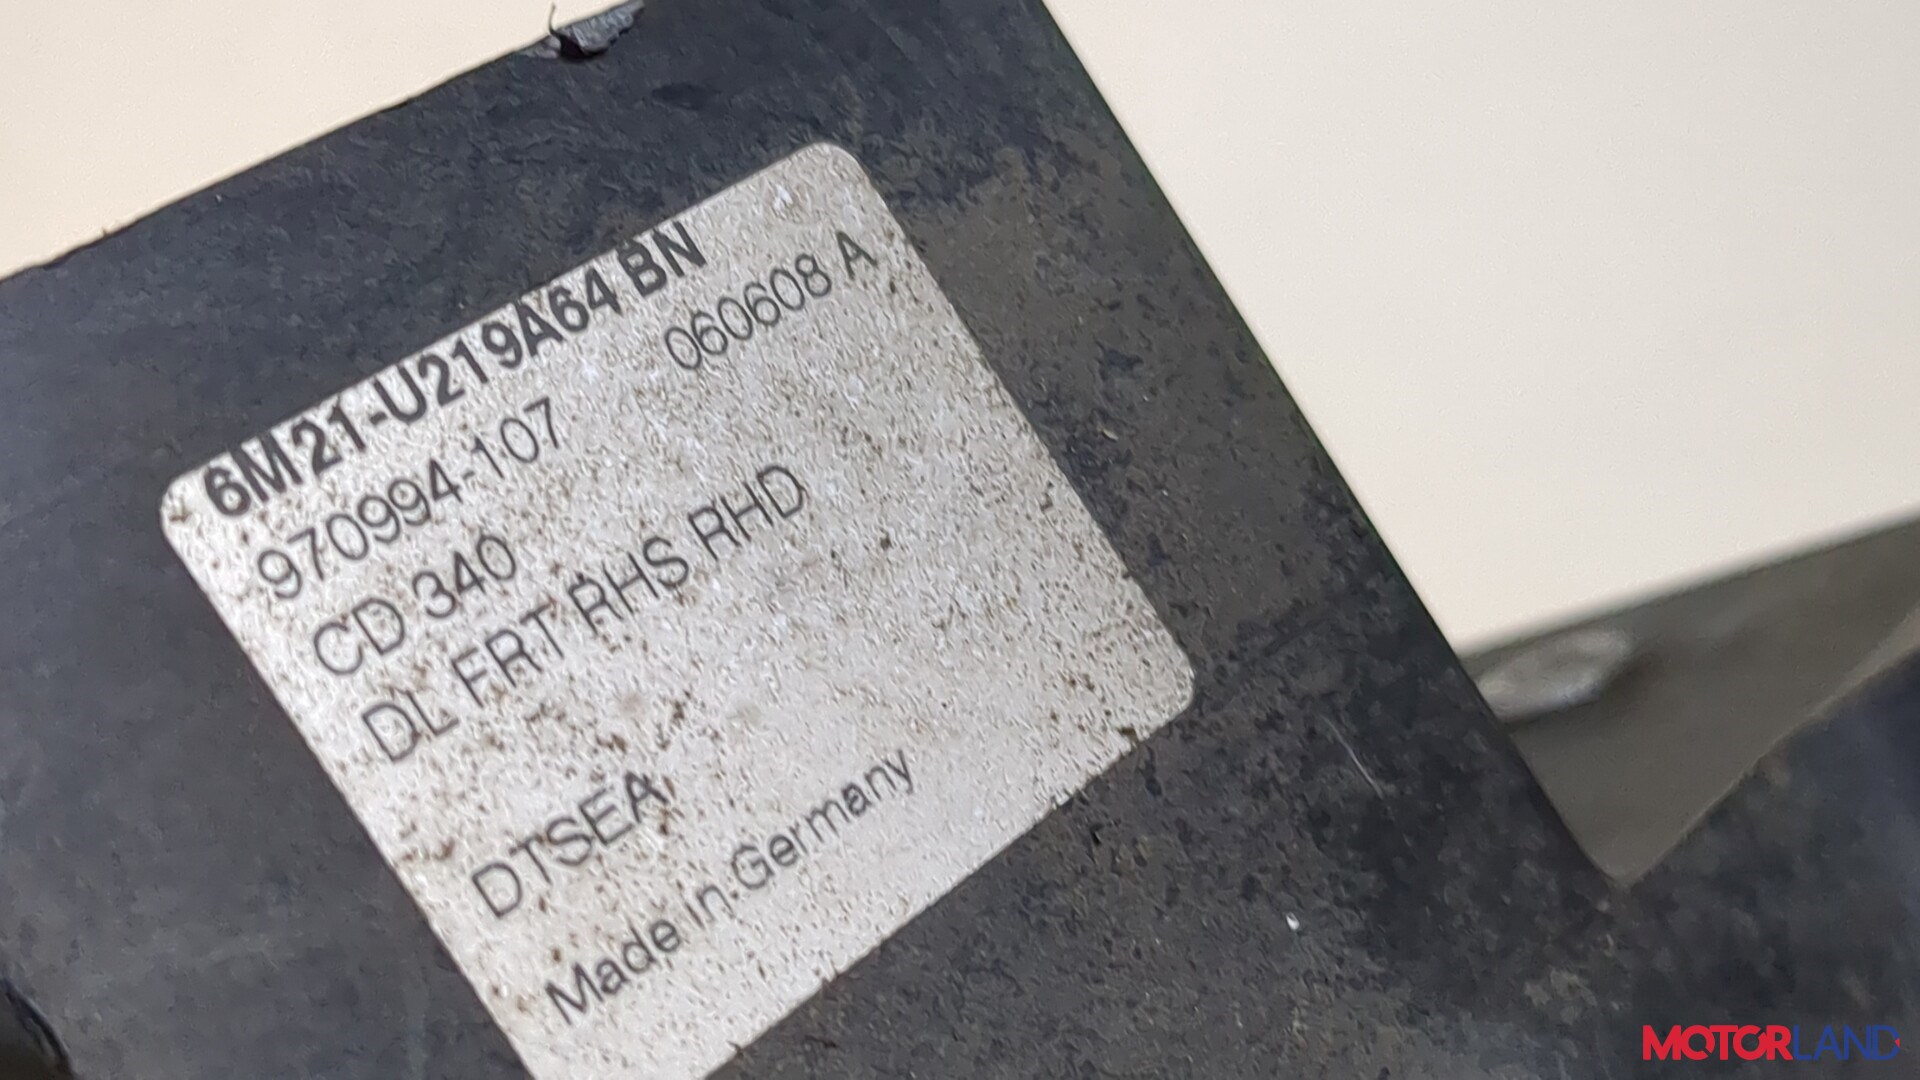 6M21-U219A64 BN
970994-107 060608 A
CD 340
DL FRT RHS RHD
DTSEA
Made in Germany
MOTORLAND